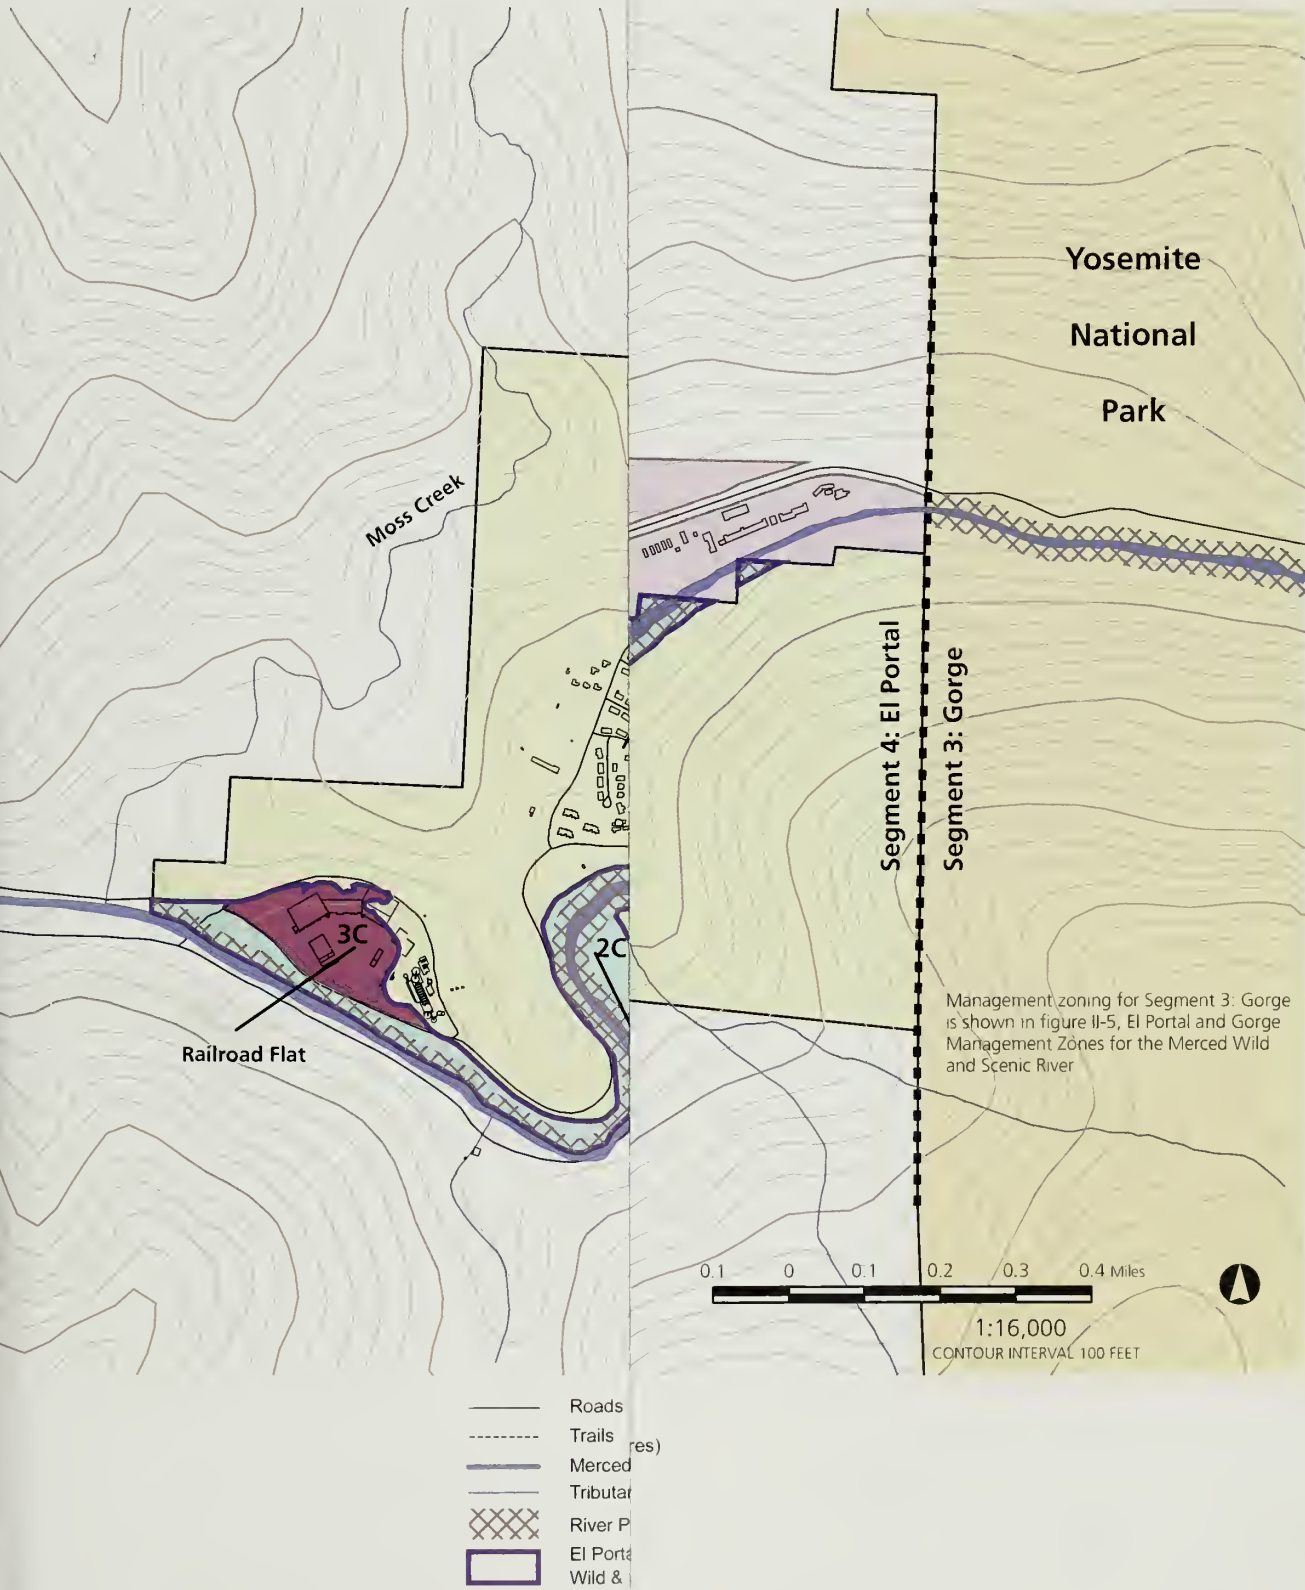 Yosemite
National
Park
Moss Creek
Segment 4: El Portal
Segment 3: Gorge
3C
2C
Railroad Flat
Management zoning for Segment 3: Gorge
is shown in figure II-5, El Portal and Gorge
Management Zones for the Merced Wild
and Scenic River
0.1 0 0.1 0.2 0.3 0.4 Miles
1:16,000
CONTOUR INTERVAL 100 FEET
Roads
Trails
res)
Merced
Tributar
River P
El Porta
Wild &